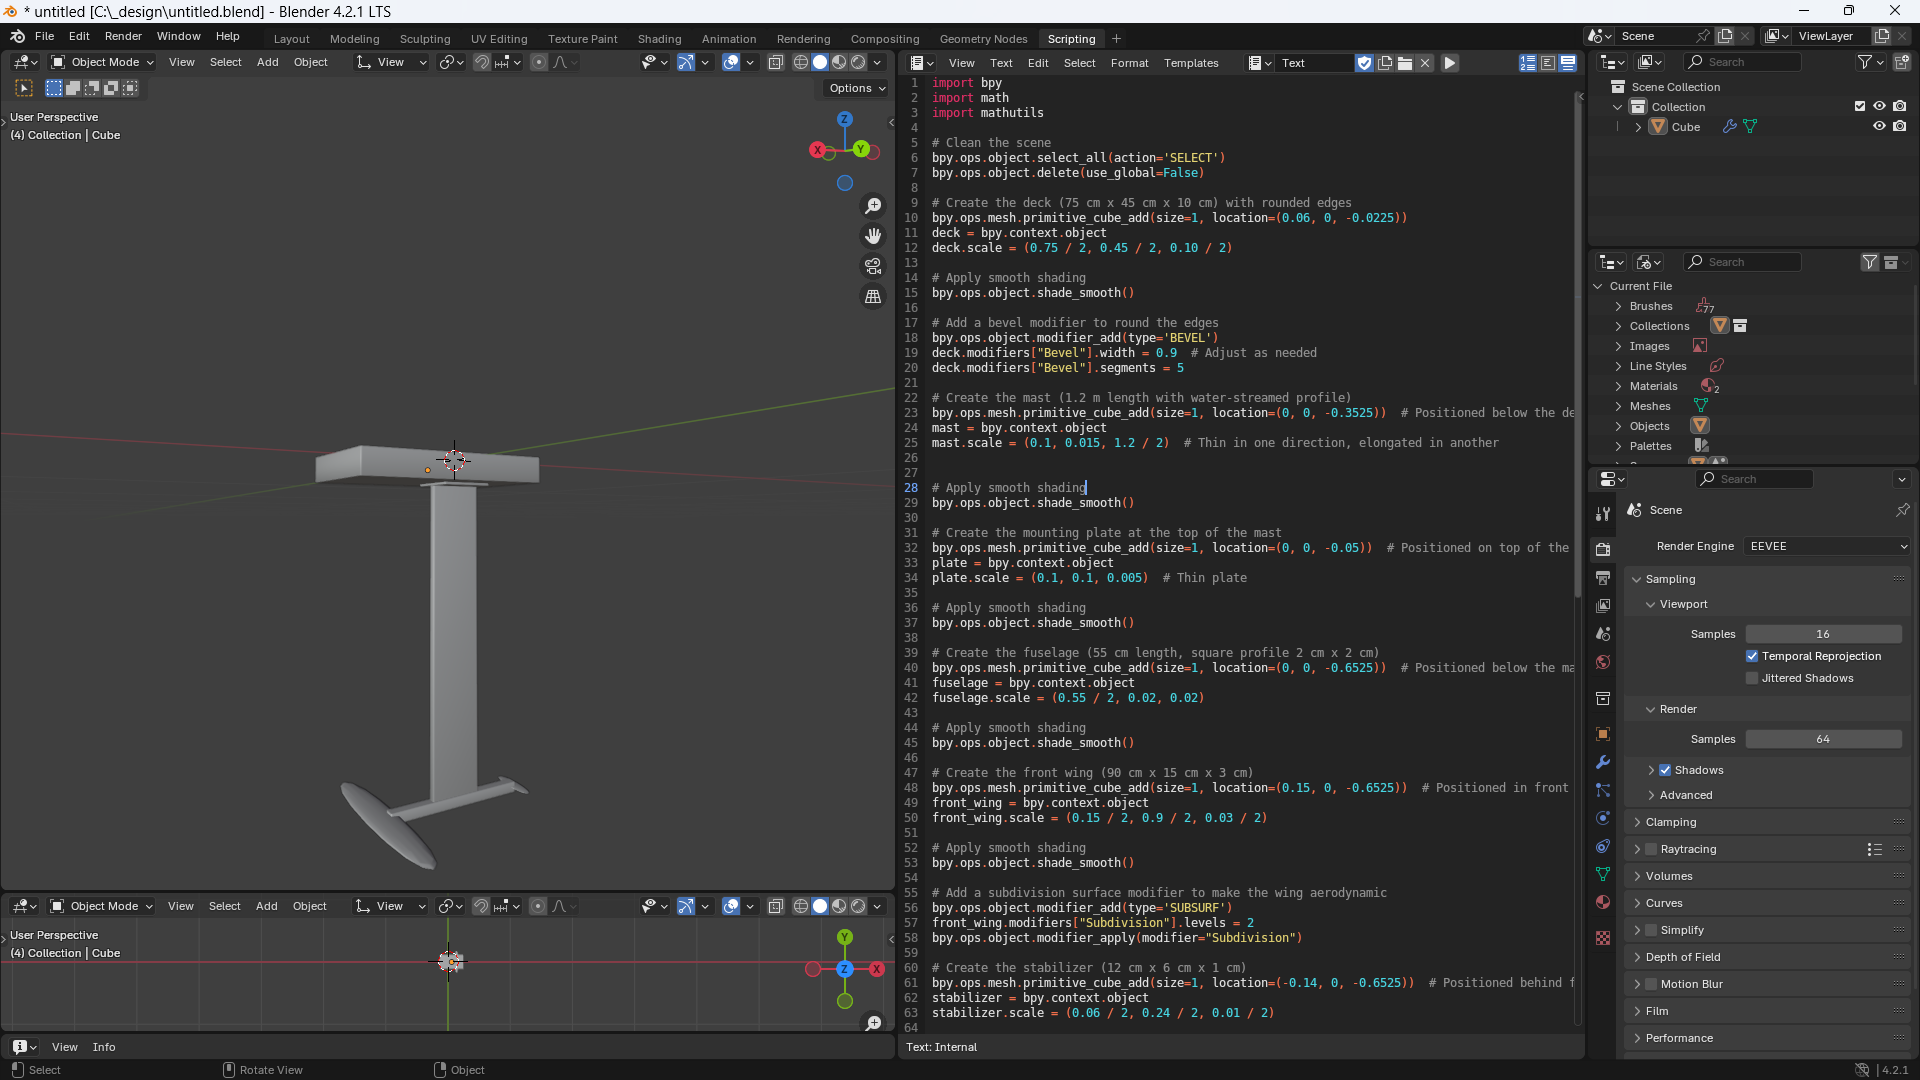 * untitled [C:\_design\untitled.blend] - Blender 4.2.1 LTS
File Edit Render Window Help
Layout Modeling Sculpting UV Editing Texture Paint Shading Animation Rendering Compositing Geometry Nodes Scripting +
Scene
ViewLayer
Object Mode View Select Add Object
View
Options
User Perspective
(4) Collection | Cube
Z
X
Y
View Text Edit Select Format Templates
Text
1 import bpy
2 import math
3 import mathutils
4
5 # Clean the scene
6 bpy.ops.object.select_all(action='SELECT')
7 bpy.ops.object.delete(use_global=False)
8
9 # Create the deck (75 cm x 45 cm x 10 cm) with rounded edges
10 bpy.ops.mesh.primitive_cube_add(size=1, location=(0.06, 0, -0.0225))
11 deck = bpy.context.object
12 deck.scale = (0.75 / 2, 0.45 / 2, 0.10 / 2)
13
14 # Apply smooth shading
15 bpy.ops.object.shade_smooth()
16
17 # Add a bevel modifier to round the edges
18 bpy.ops.object.modifier_add(type='BEVEL')
19 deck.modifiers["Bevel"].width = 0.9  # Adjust as needed
20 deck.modifiers["Bevel"].segments = 5
21
22 # Create the mast (1.2 m length with water-streamed profile)
23 bpy.ops.mesh.primitive_cube_add(size=1, location=(0, 0, -0.3525))  # Positioned below the de
24 mast = bpy.context.object
25 mast.scale = (0.1, 0.015, 1.2 / 2)  # Thin in one direction, elongated in another
26
27
28 # Apply smooth shading
29 bpy.ops.object.shade_smooth()
30
31 # Create the mounting plate at the top of the mast
32 bpy.ops.mesh.primitive_cube_add(size=1, location=(0, 0, -0.05))  # Positioned on top of the
33 plate = bpy.context.object
34 plate.scale = (0.1, 0.1, 0.005)  # Thin plate
35
36 # Apply smooth shading
37 bpy.ops.object.shade_smooth()
38
39 # Create the fuselage (55 cm length, square profile 2 cm x 2 cm)
40 bpy.ops.mesh.primitive_cube_add(size=1, location=(0, 0, -0.6525))  # Positioned below the ma
41 fuselage = bpy.context.object
42 fuselage.scale = (0.55 / 2, 0.02, 0.02)
43
44 # Apply smooth shading
45 bpy.ops.object.shade_smooth()
46
47 # Create the front wing (90 cm x 15 cm x 3 cm)
48 bpy.ops.mesh.primitive_cube_add(size=1, location=(0.15, 0, -0.6525))  # Positioned in front
49 front_wing = bpy.context.object
50 front_wing.scale = (0.15 / 2, 0.9 / 2, 0.03 / 2)
51
52 # Apply smooth shading
53 bpy.ops.object.shade_smooth()
54
55 # Add a subdivision surface modifier to make the wing aerodynamic
56 bpy.ops.object.modifier_add(type='SUBSURF')
57 front_wing.modifiers["Subdivision"].levels = 2
58 bpy.ops.object.modifier_apply(modifier="Subdivision")
59
60 # Create the stabilizer (12 cm x 6 cm x 1 cm)
61 bpy.ops.mesh.primitive_cube_add(size=1, location=(-0.14, 0, -0.6525))  # Positioned behind f
62 stabilizer = bpy.context.object
63 stabilizer.scale = (0.06 / 2, 0.24 / 2, 0.01 / 2)
64
Text: Internal
Object Mode View Select Add Object
View
User Perspective
(4) Collection | Cube
Y
Z
X
View Info
Select
Rotate View
Object
Search
Scene Collection
Collection
Cube
Search
Current File
Brushes 77
Collections
Images
Line Styles
Materials 2
Meshes
Objects
Palettes
Search
Scene
Render Engine EEVEE
Sampling
Viewport
Samples 16
Temporal Reprojection
Jittered Shadows
Render
Samples 64
Shadows
Advanced
Clamping
Raytracing
Volumes
Curves
Simplify
Depth of Field
Motion Blur
Film
Performance
4.2.1